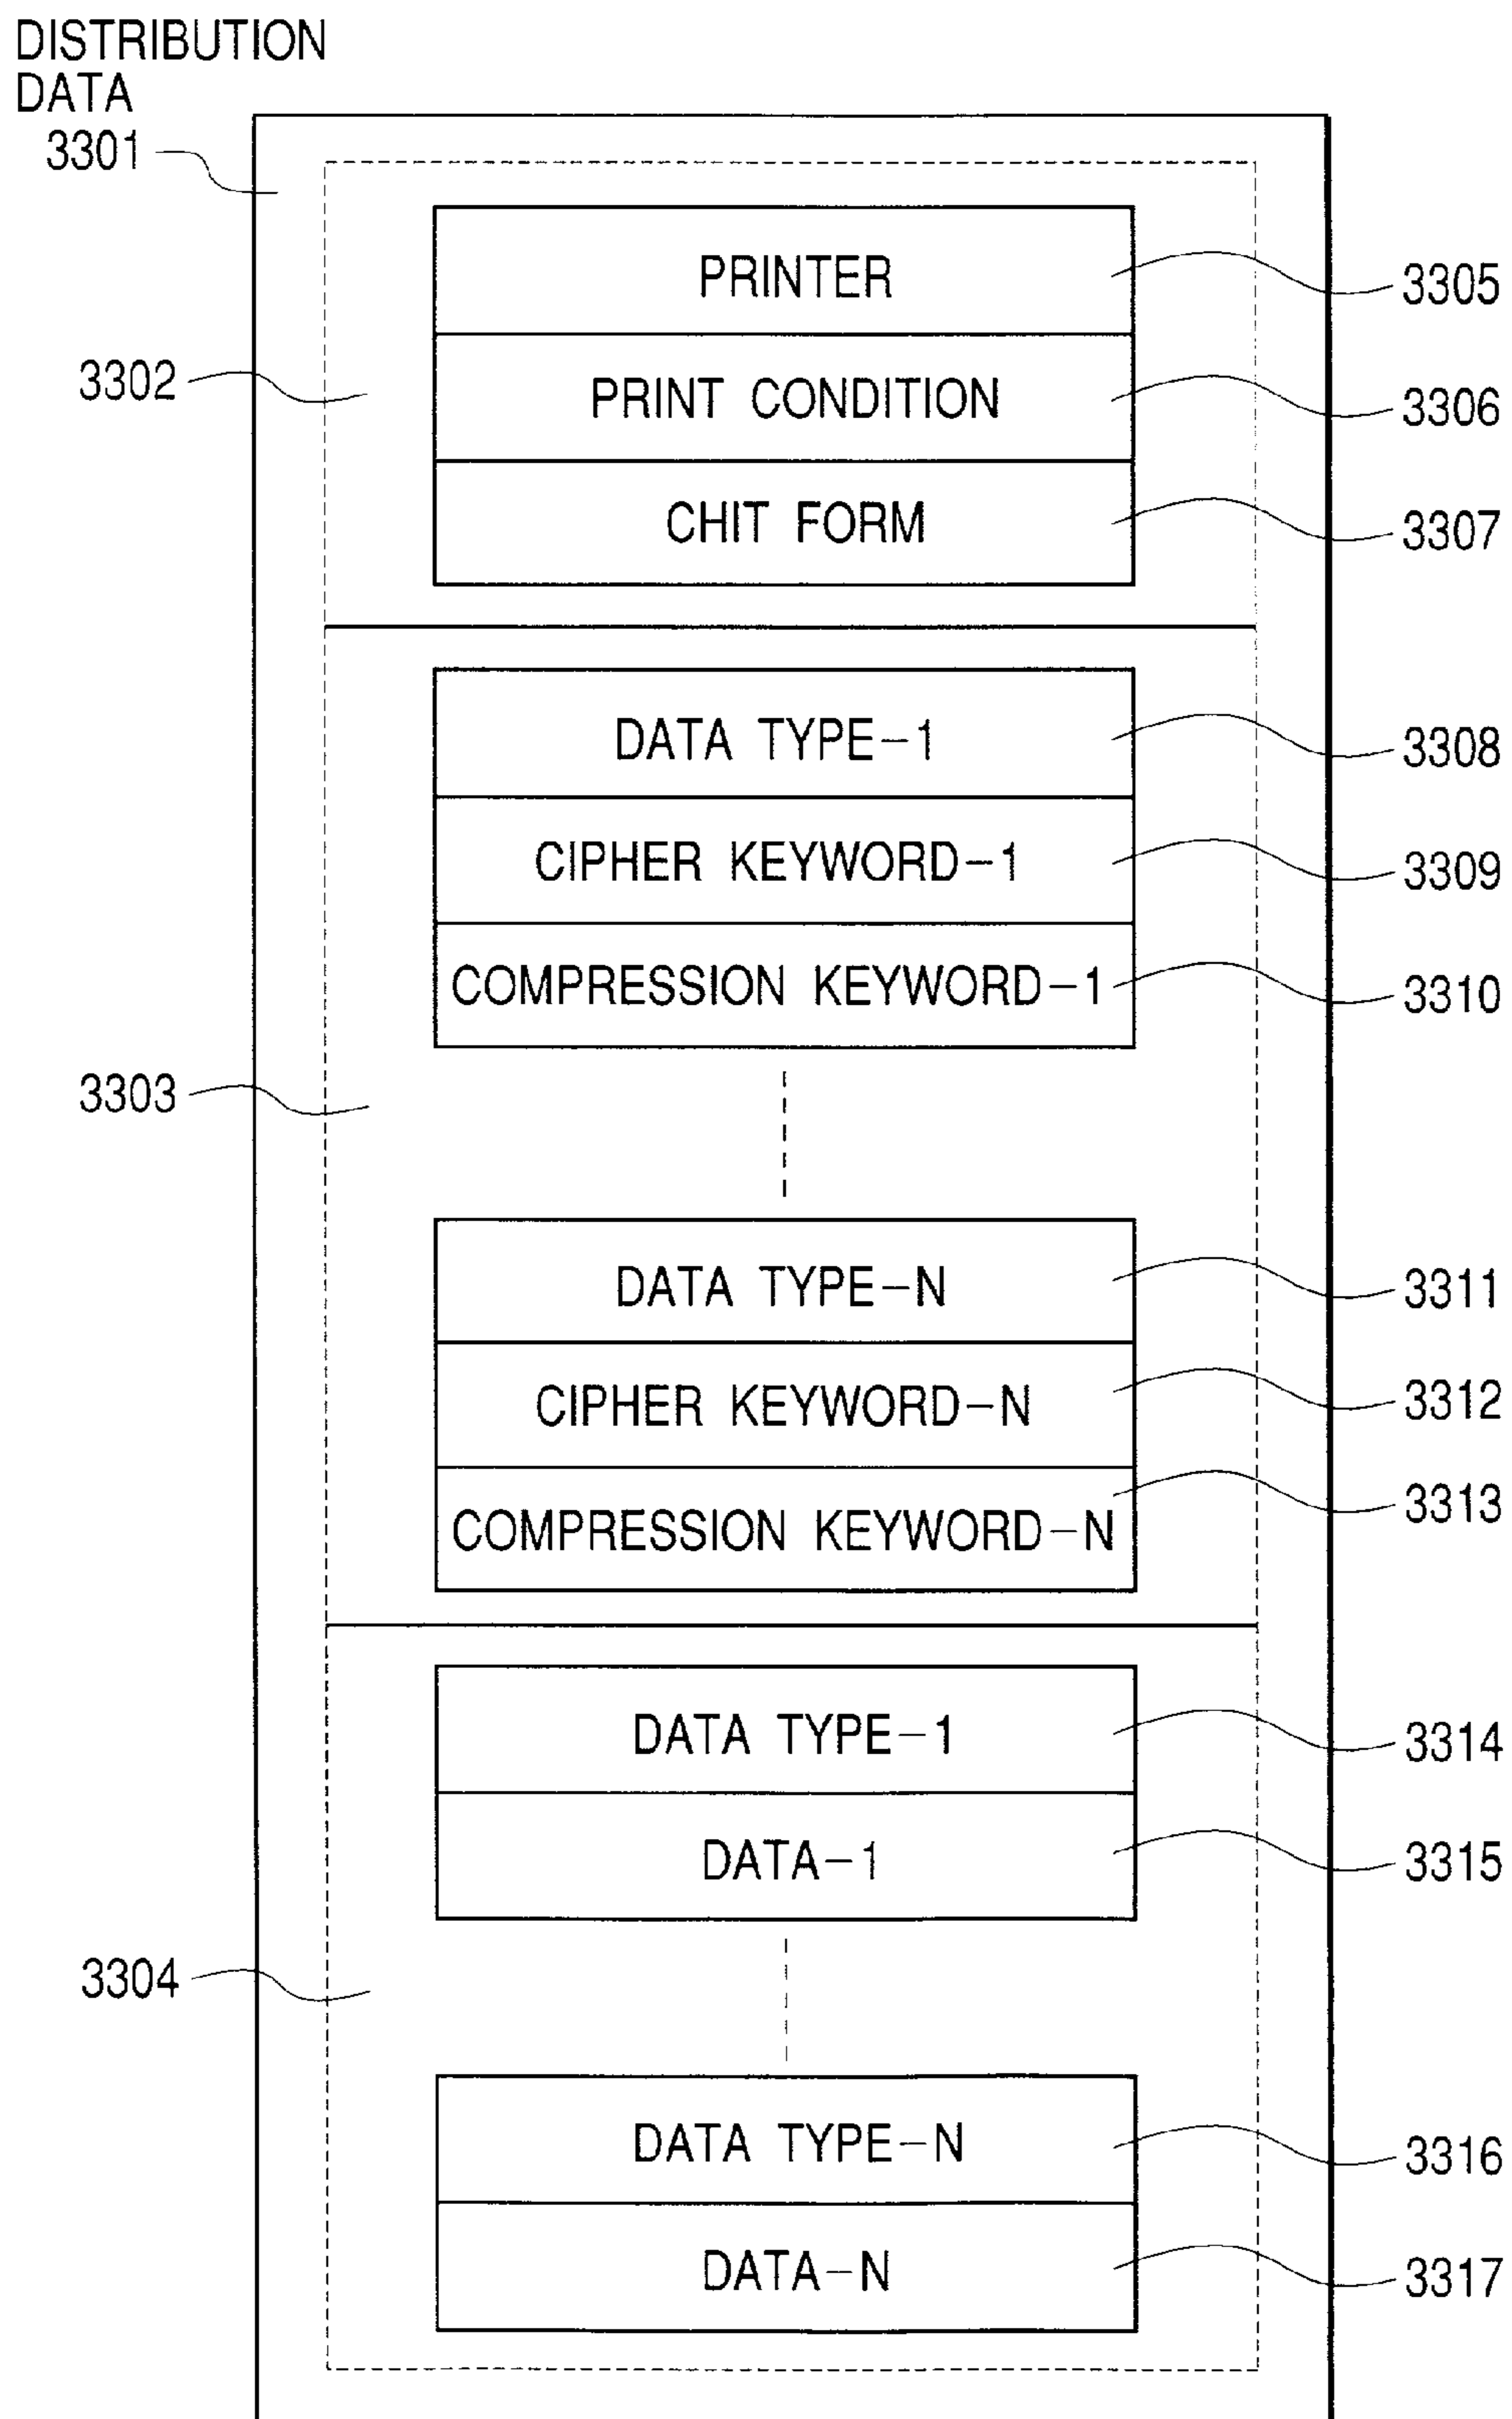 DISTRIBUTION
DATA
3301
PRINTER
3305
3302
PRINT CONDITION
3306
CHIT FORM
3307
DATA TYPE-1
3308
CIPHER KEYWORD-1
3309
COMPRESSION KEYWORD-1
3310
3303
DATA TYPE-N
3311
CIPHER KEYWORD-N
3312
COMPRESSION KEYWORD-N
3313
DATA TYPE-1
3314
DATA-1
3315
3304
DATA TYPE-N
3316
DATA-N
3317